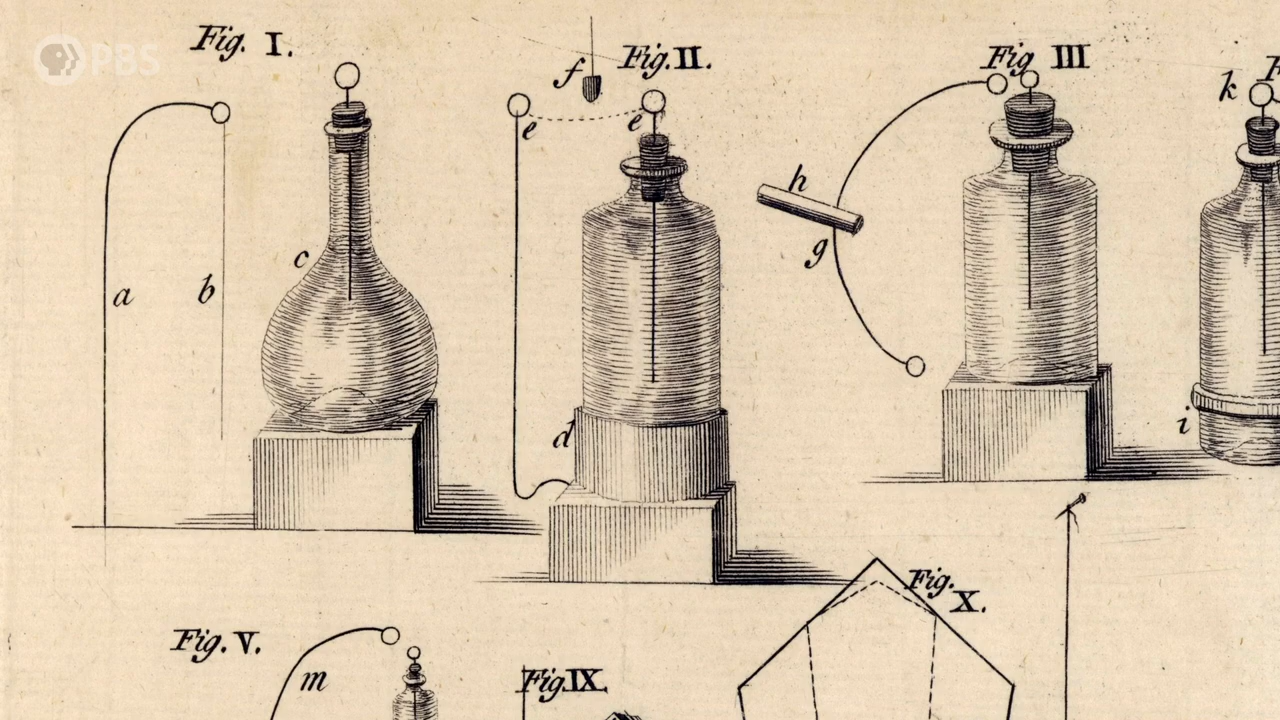 PBS
Fig. I.
Fig. II.
Fig III
F
f
k
e
e
h
c
g
a
b
d
i
Fig.
X.
Fig. V.
m
Fig. IX.